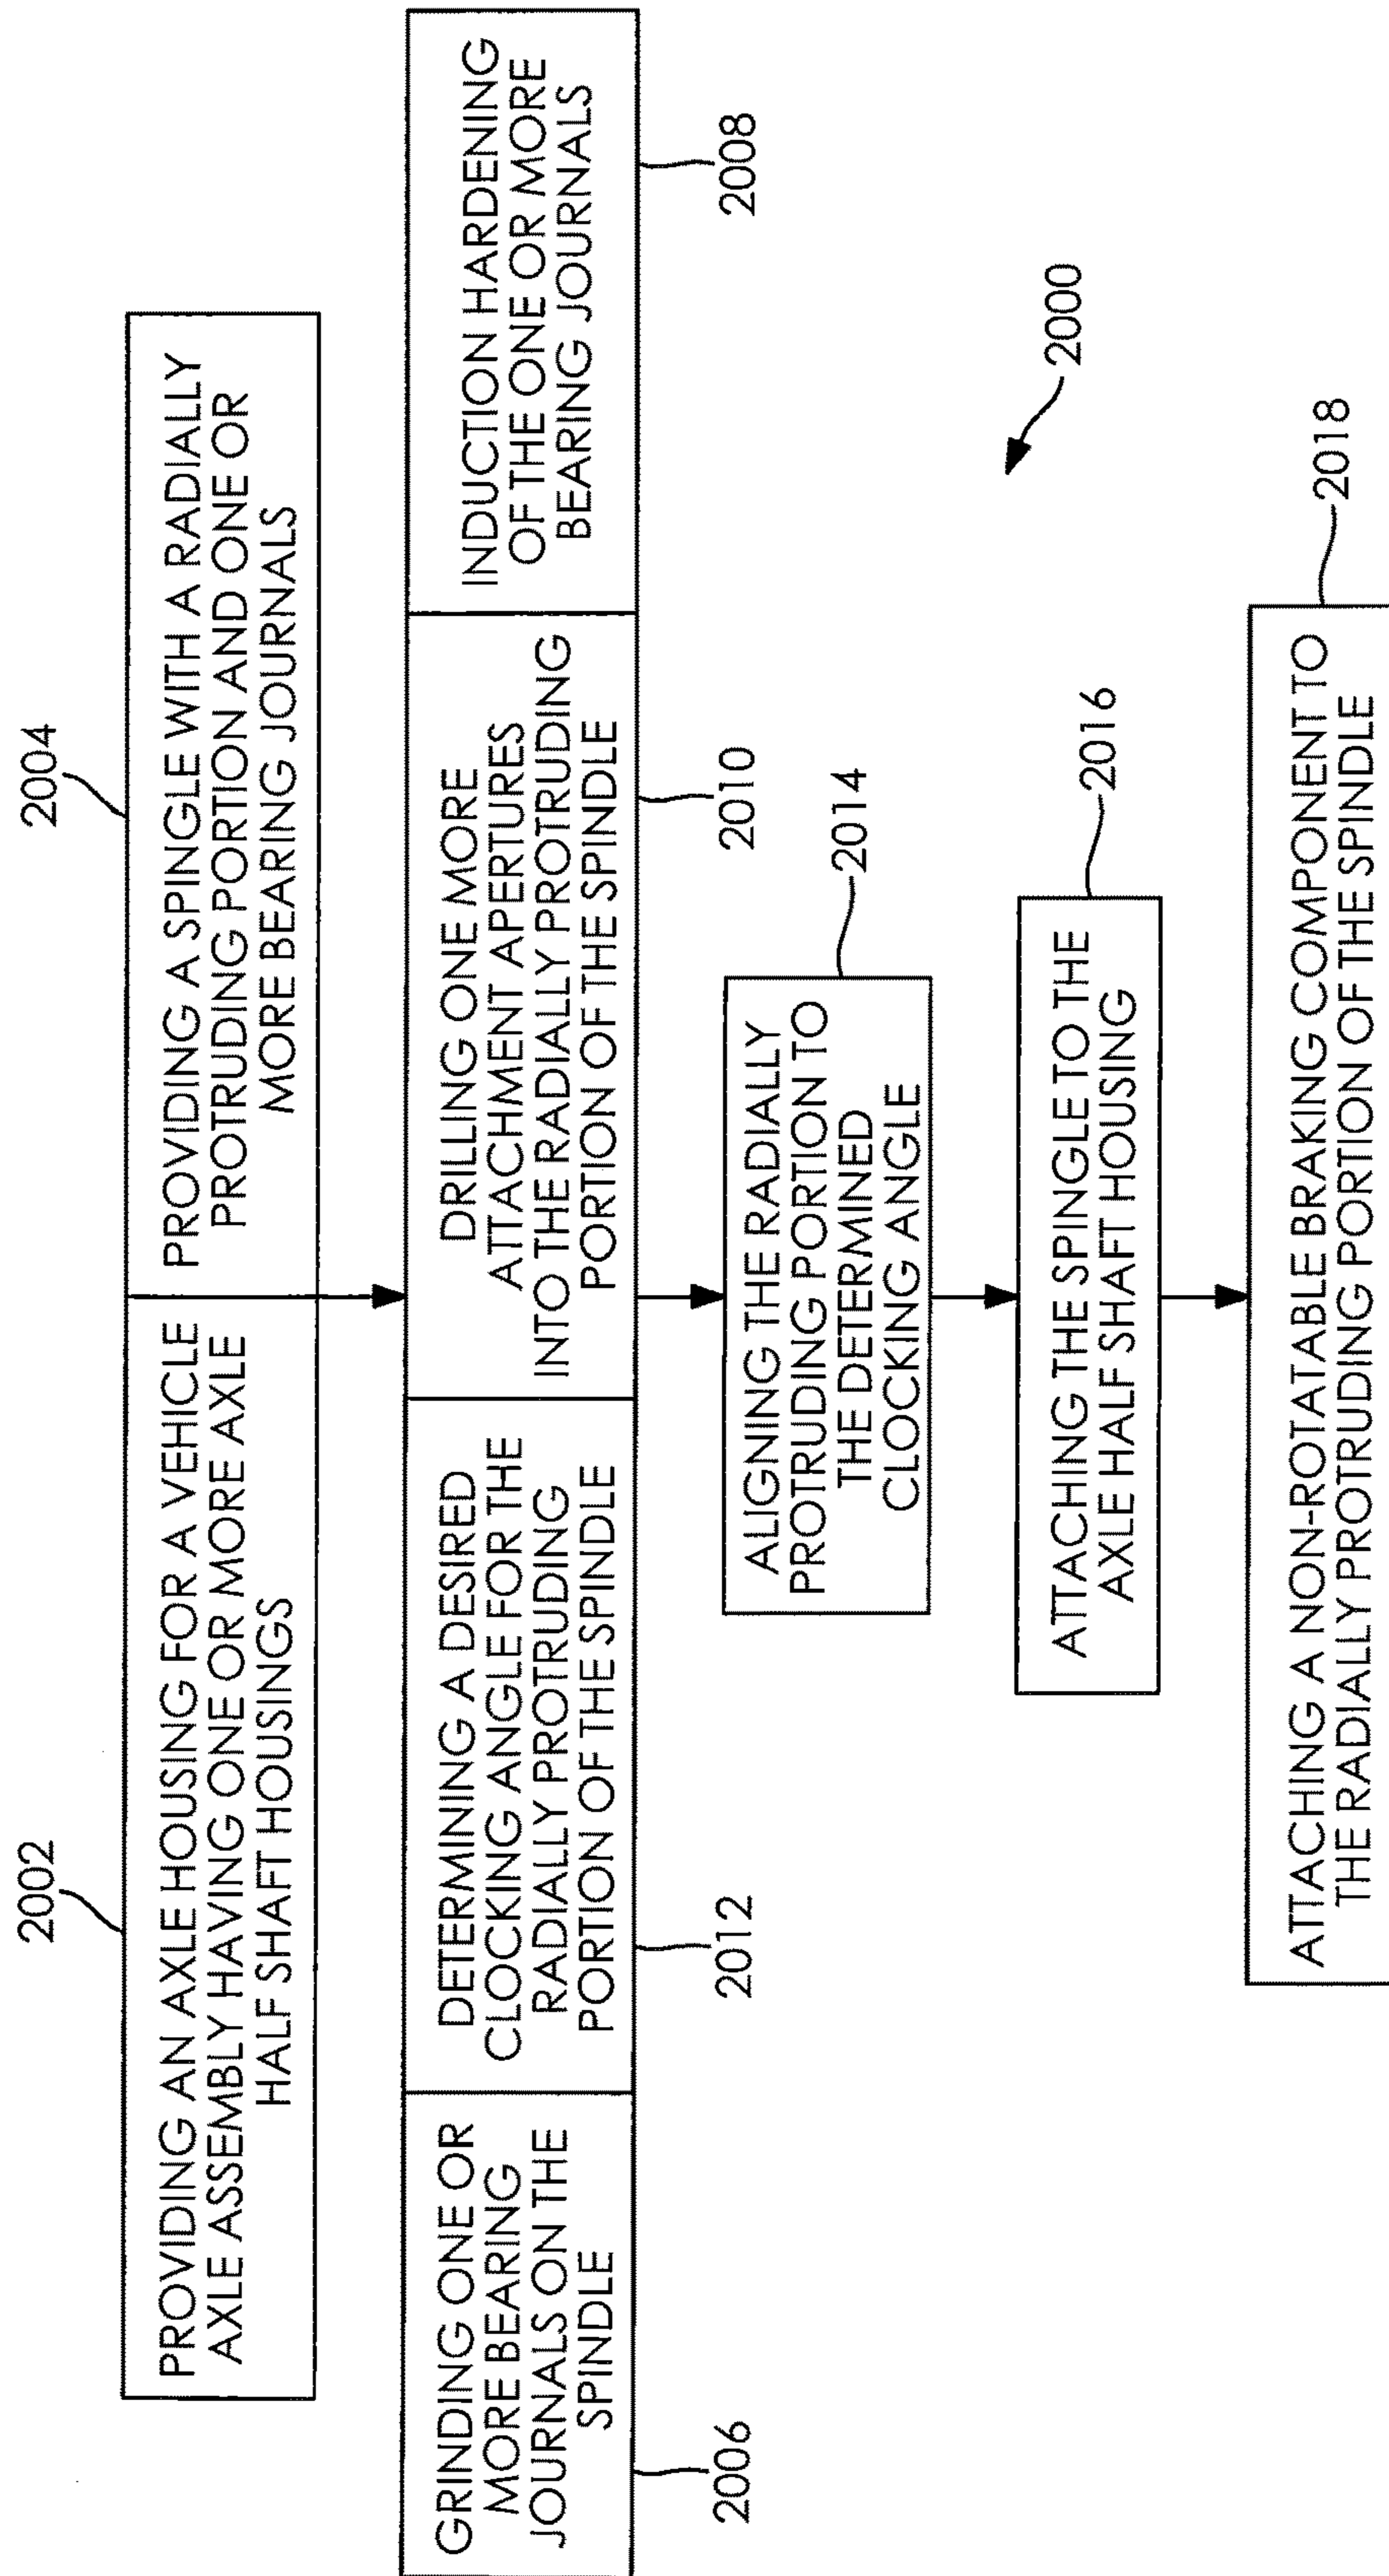 2002
2004
PROVIDING AN AXLE HOUSING FOR A VEHICLE
AXLE ASSEMBLY HAVING ONE OR MORE AXLE
HALF SHAFT HOUSINGS
PROVIDING A SPINGLE WITH A RADIALLY
PROTRUDING PORTION AND ONE OR
MORE BEARING JOURNALS
GRINDING ONE OR
MORE BEARING
JOURNALS ON THE
SPINDLE
DETERMINING A DESIRED
CLOCKING ANGLE FOR THE
RADIALLY PROTRUDING
PORTION OF THE SPINDLE
DRILLING ONE MORE
ATTACHMENT APERTURES
INTO THE RADIALLY PROTRUDING
PORTION OF THE SPINDLE
INDUCTION HARDENING
OF THE ONE OR MORE
BEARING JOURNALS
2006
2012
2010
2008
ALIGNING THE RADIALLY
PROTRUDING PORTION TO
THE DETERMINED
CLOCKING ANGLE
2014
ATTACHING THE SPINGLE TO THE
AXLE HALF SHAFT HOUSING
2016
2000
ATTACHING A NON-ROTATABLE BRAKING COMPONENT TO
THE RADIALLY PROTRUDING PORTION OF THE SPINDLE
2018